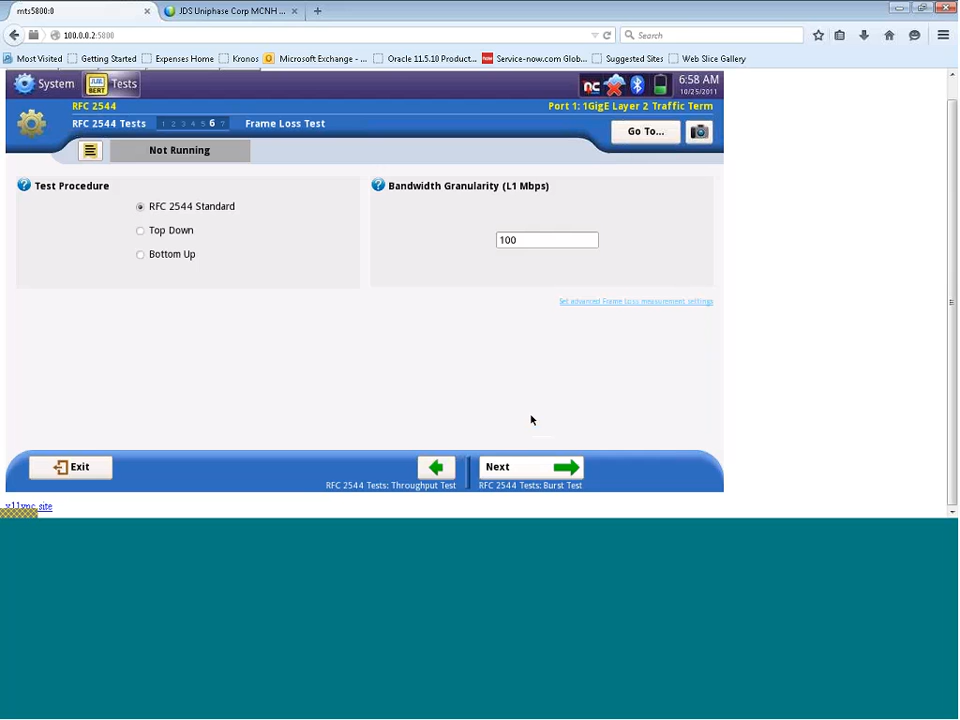 mts5800:0
JDS Uniphase Corp MCNH ...
100.0.0.2:5800
Search
Most Visited
Getting Started
Expenses Home
Kronos
Microsoft Exchange - ...
Oracle 11.5.10 Product...
Service-now.com Glob...
Suggested Sites
Web Slice Gallery
System
Tests
6:58 AM
10/25/2011
RFC 2544
Port 1: 1GigE Layer 2 Traffic Term
RFC 2544 Tests
1 2 3 4 5 6 7
Frame Loss Test
Go To...
Not Running
Test Procedure
Bandwidth Granularity (L1 Mbps)
RFC 2544 Standard
Top Down
Bottom Up
100
Set advanced Frame Loss measurement settings
Exit
Next
RFC 2544 Tests: Throughput Test
RFC 2544 Tests: Burst Test
site